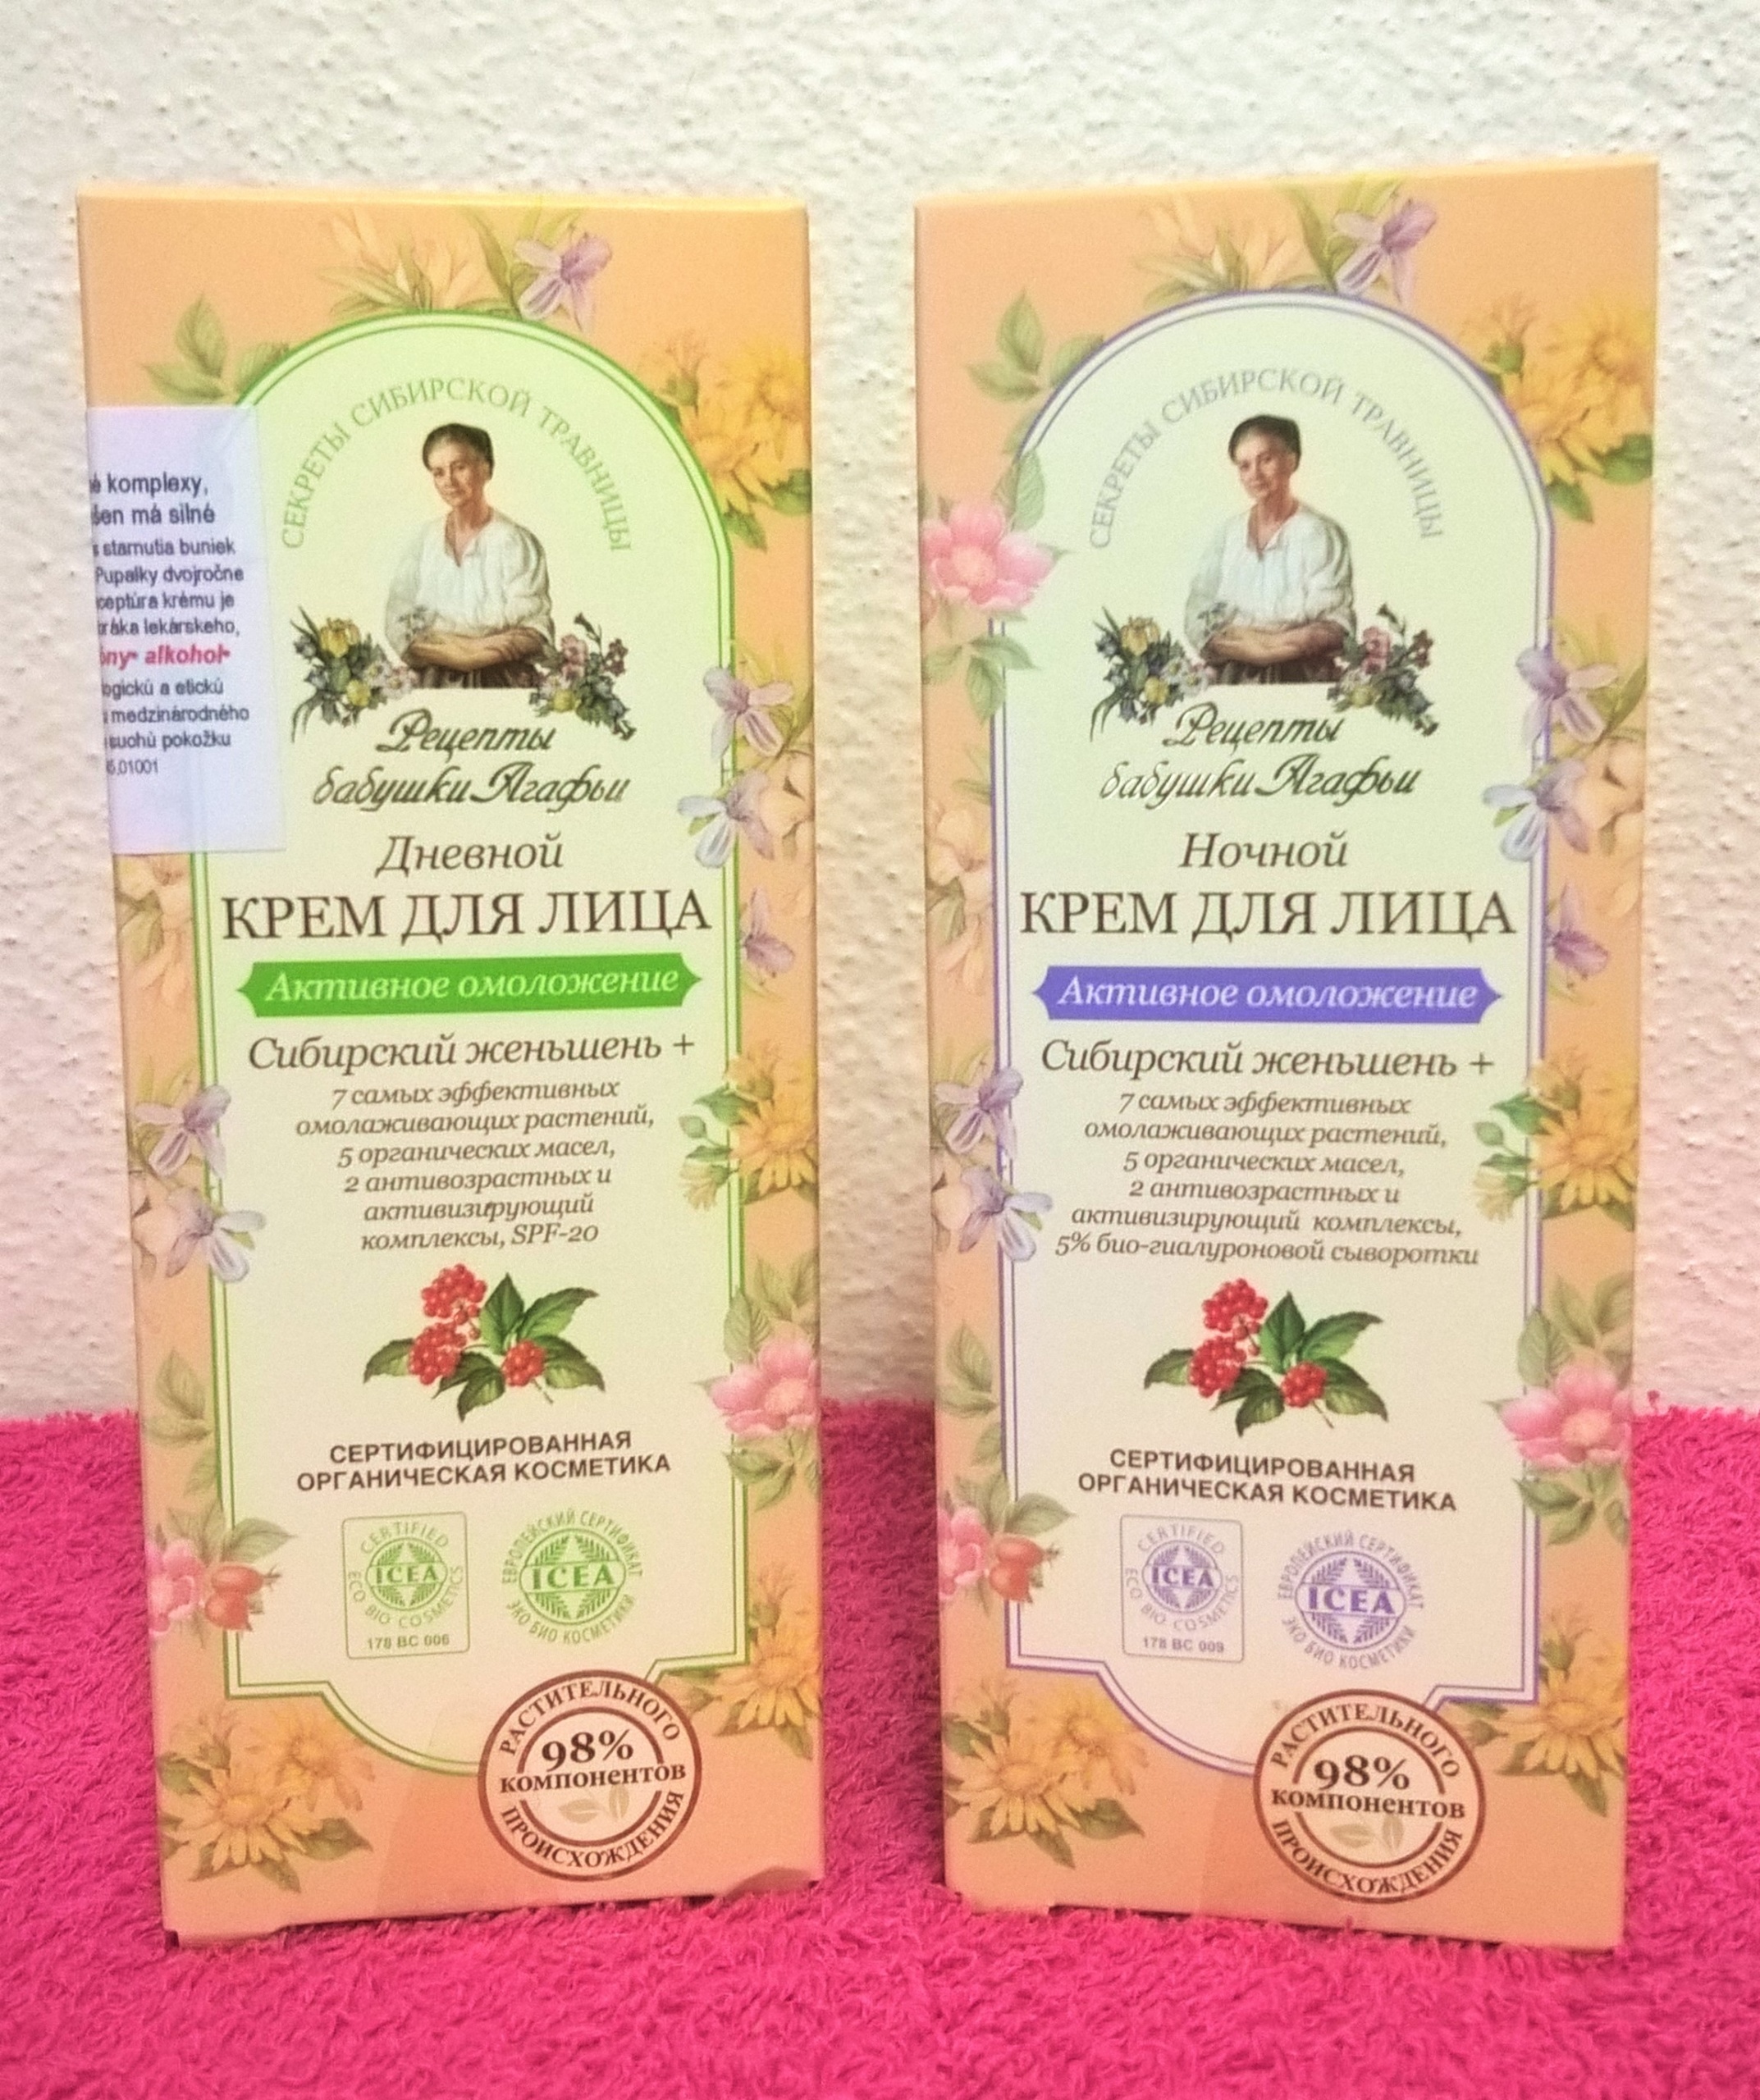 СЕКРЕТЫ СИБИРСКОЙ ТРАВНИЦЫ
komplexy,
má silné
starnutia buniek
Pupalky dvojročne
krému je
lekárskeho,
alkohol
a etickú
medzinárodného
suchú pokožku
Рецепты
бабушки Агафьи
Дневной
КРЕМ ДЛЯ ЛИЦА
Активное омоложение
Сибирский женьшень +
7 самых эффективных
омолаживающих растений,
5 органических масел,
2 антивозрастных и
активизирующий
комплексы, SPF-20
СЕРТИФИЦИРОВАННАЯ
ОРГАНИЧЕСКАЯ КОСМЕТИКА
CERTIFIED
ICEA
ECO BIO COSMETICS
178 BC 006
ЕВРОПЕЙСКИЙ СЕРТИФИКАТ
ICEA
ЭКО БИО КОСМЕТИКИ
РАСТИТЕЛЬНОГО
98%
КОМПОНЕНТОВ
ПРОИСХОЖДЕНИЯ
СЕКРЕТЫ СИБИРСКОЙ ТРАВНИЦЫ
Рецепты
бабушки Агафьи
Ночной
КРЕМ ДЛЯ ЛИЦА
Активное омоложение
Сибирский женьшень +
7 самых эффективных
омолаживающих растений,
5 органических масел,
2 антивозрастных и
активизирующий комплексы,
5% био-гиалуроновой сыворотки
СЕРТИФИЦИРОВАННАЯ
ОРГАНИЧЕСКАЯ КОСМЕТИКА
CERTIFIED
ICEA
ECO BIO COSMETICS
178 BC 009
ЕВРОПЕЙСКИЙ СЕРТИФИКАТ
ICEA
ЭКО БИО КОСМЕТИКИ
РАСТИТЕЛЬНОГО
98%
КОМПОНЕНТОВ
ПРОИСХОЖДЕНИЯ